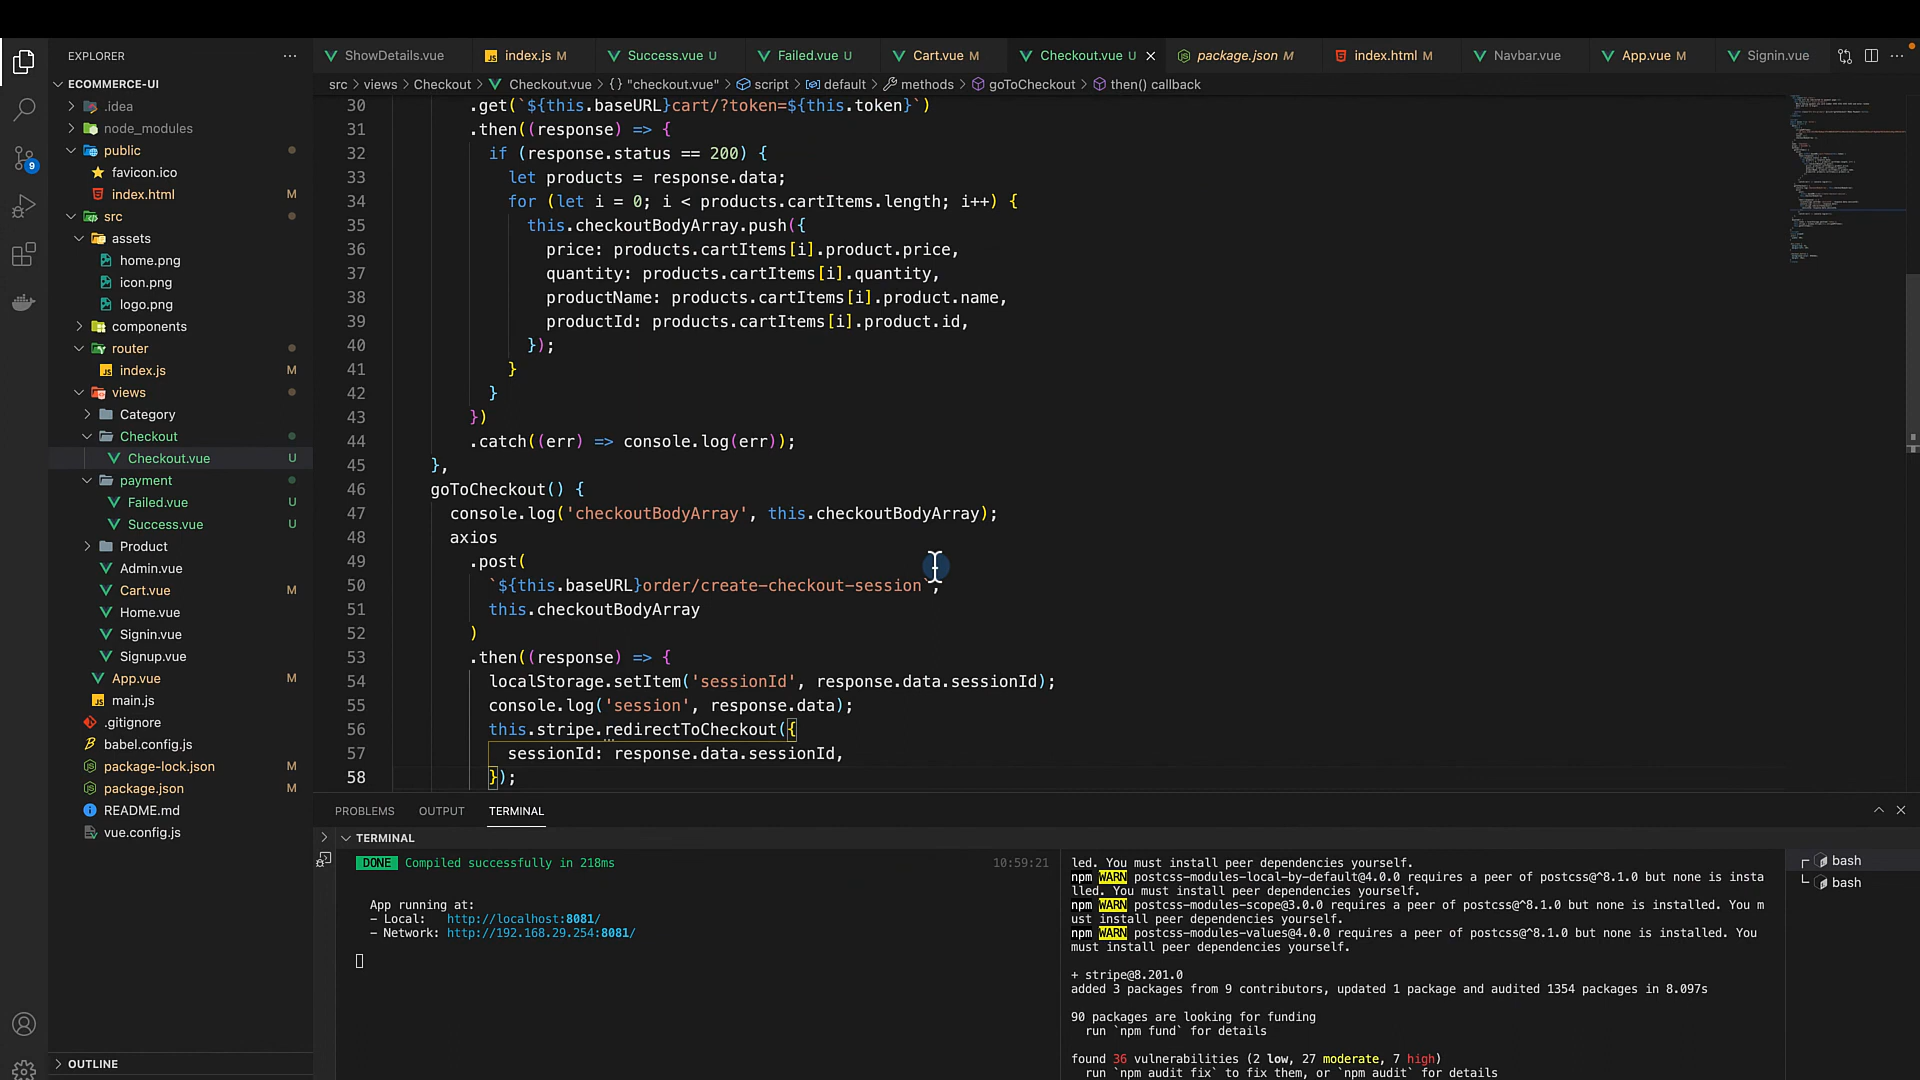 EXPLORER
ECOMMERCE-UI
.idea
node_modules
public
favicon.ico
index.html M
src
assets
home.png
icon.png
logo.png
components
router
index.js M
views
Category
Checkout
Checkout.vue U
payment
Failed.vue U
Success.vue U
Product
Admin.vue
Cart.vue M
Home.vue
Signin.vue
Signup.vue
App.vue M
main.js
.gitignore
babel.config.js
package-lock.json M
package.json M
README.md
vue.config.js
OUTLINE
9
ShowDetails.vue
index.js M
Success.vue U
Failed.vue U
Cart.vue M
Checkout.vue U
package.json M
index.html M
Navbar.vue
App.vue M
Signin.vue
src > views > Checkout > Checkout.vue > {} "checkout.vue" > script > default > methods > goToCheckout > then() callback
30 .get(`${this.baseURL}cart/?token=${this.token}`)
31 .then((response) => {
32 if (response.status == 200) {
33 let products = response.data;
34 for (let i = 0; i < products.cartItems.length; i++) {
35 this.checkoutBodyArray.push({
36 price: products.cartItems[i].product.price,
37 quantity: products.cartItems[i].quantity,
38 productName: products.cartItems[i].product.name,
39 productId: products.cartItems[i].product.id,
40 });
41 }
42 }
43 })
44 .catch((err) => console.log(err));
45 },
46 goToCheckout() {
47 console.log('checkoutBodyArray', this.checkoutBodyArray);
48 axios
49 .post(
50 `${this.baseURL}order/create-checkout-session`,
51 this.checkoutBodyArray
52 )
53 .then((response) => {
54 localStorage.setItem('sessionId', response.data.sessionId);
55 console.log('session', response.data);
56 this.stripe.redirectToCheckout({
57 sessionId: response.data.sessionId,
58 });
PROBLEMS OUTPUT TERMINAL
TERMINAL
DONE Compiled successfully in 218ms 10:59:21
App running at:
- Local: http://localhost:8081/
- Network: http://192.168.29.254:8081/
led. You must install peer dependencies yourself.
npm WARN postcss-modules-local-by-default@4.0.0 requires a peer of postcss@^8.1.0 but none is insta
lled. You must install peer dependencies yourself.
npm WARN postcss-modules-scope@3.0.0 requires a peer of postcss@^8.1.0 but none is installed. You m
ust install peer dependencies yourself.
npm WARN postcss-modules-values@4.0.0 requires a peer of postcss@^8.1.0 but none is installed. You
must install peer dependencies yourself.
+ stripe@8.201.0
added 3 packages from 9 contributors, updated 1 package and audited 1354 packages in 8.097s
90 packages are looking for funding
run `npm fund` for details
found 36 vulnerabilities (2 low, 27 moderate, 7 high)
run `npm audit fix` to fix them, or `npm audit` for details
bash
bash